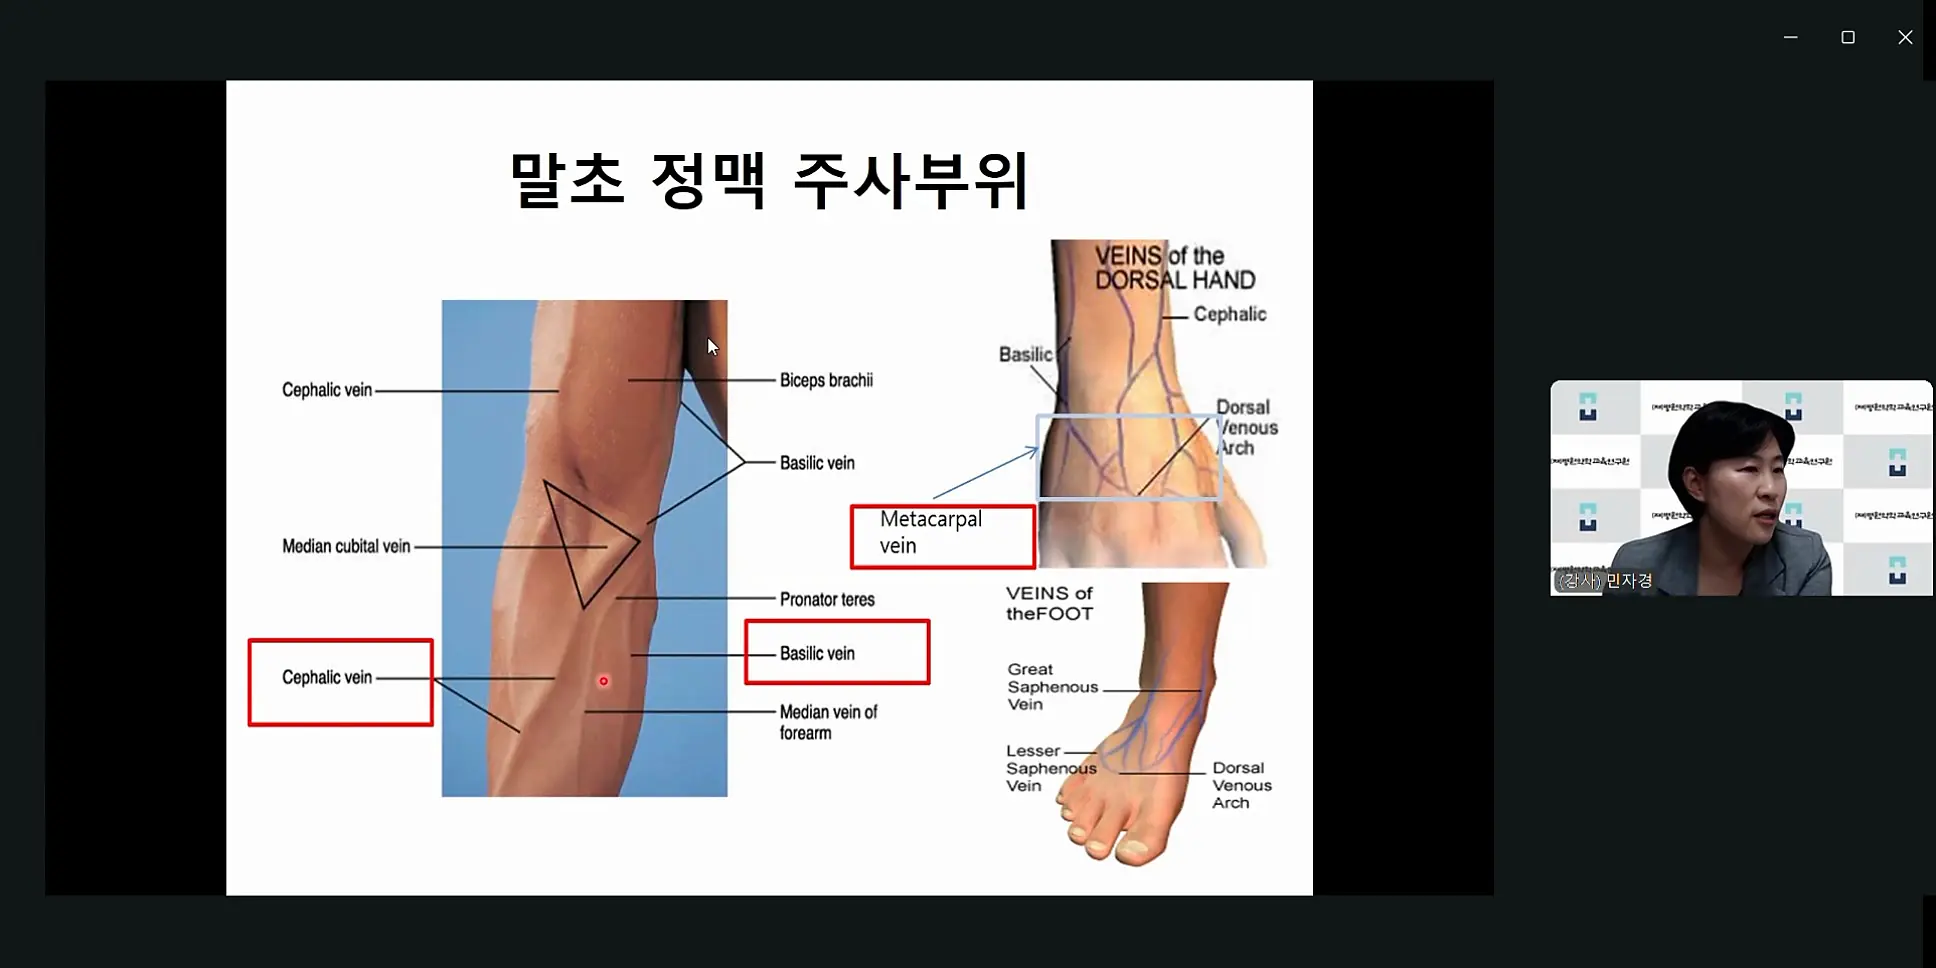 말초 정맥 주사부위
Cephalic vein
Biceps brachii
Basilic vein
Median cubital vein
Pronator teres
Basilic vein
Cephalic vein
Median vein of
forearm
VEINS of the
DORSAL HAND
Cephalic
Basilic
Dorsal
Venous
Arch
Metacarpal
vein
VEINS of
theFOOT
Great
Saphenous
Vein
Lesser
Saphenous
Vein
Dorsal
Venous
Arch
(강사) 민자경